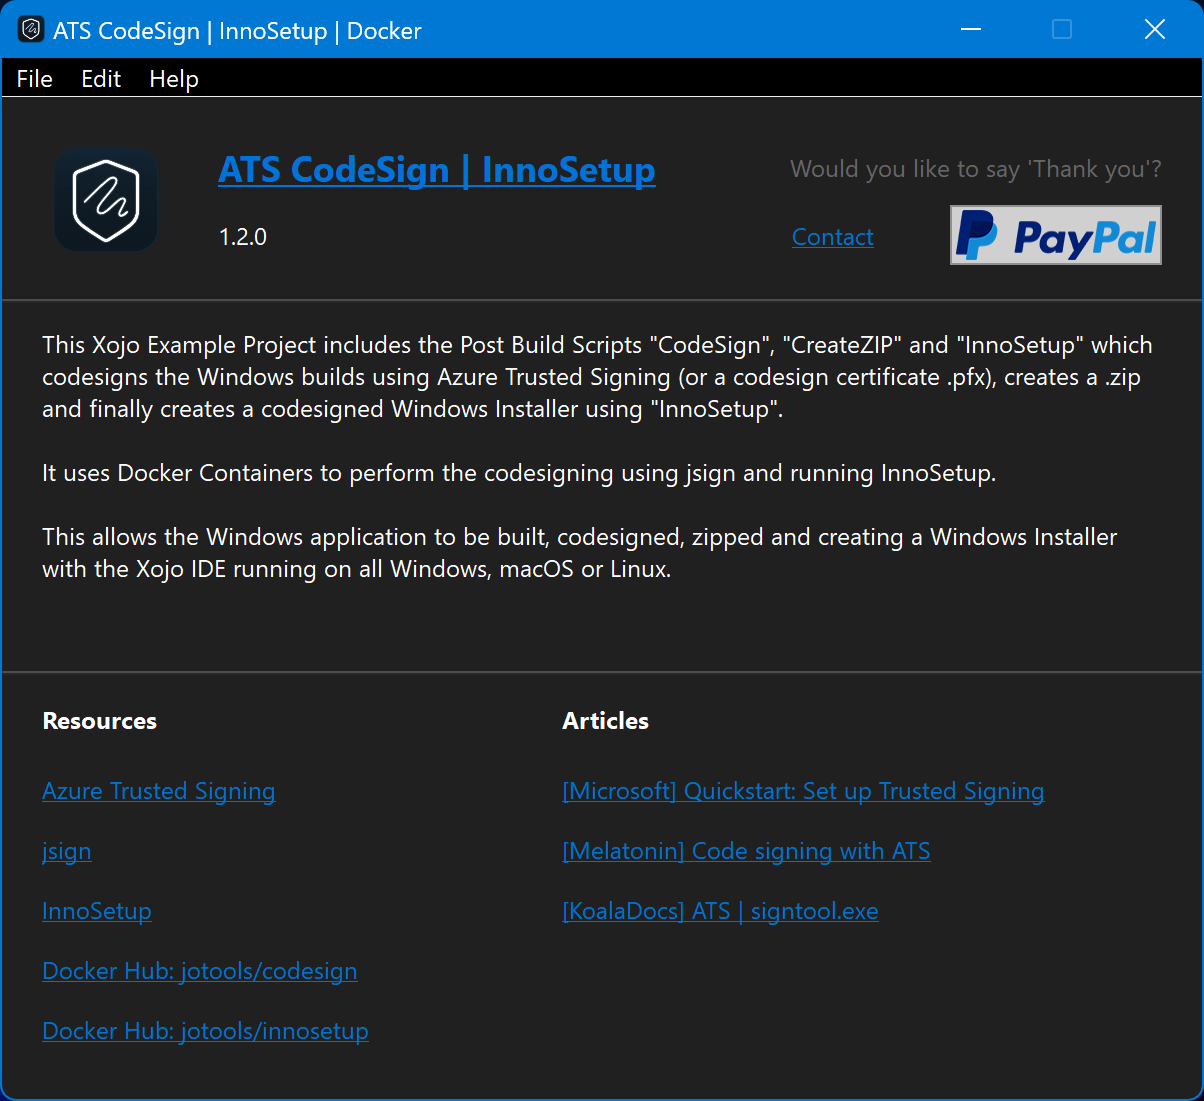 ATS CodeSign | InnoSetup | Docker
File Edit Help
ATS CodeSign | InnoSetup
Would you like to say 'Thank you'?
1.2.0
Contact
PayPal
This Xojo Example Project includes the Post Build Scripts "CodeSign", "CreateZIP" and "InnoSetup" which
codesigns the Windows builds using Azure Trusted Signing (or a codesign certificate .pfx), creates a .zip
and finally creates a codesigned Windows Installer using "InnoSetup".
It uses Docker Containers to perform the codesigning using jsign and running InnoSetup.
This allows the Windows application to be built, codesigned, zipped and creating a Windows Installer
with the Xojo IDE running on all Windows, macOS or Linux.
Resources
Azure Trusted Signing
jsign
InnoSetup
Docker Hub: jotools/codesign
Docker Hub: jotools/innosetup
Articles
[Microsoft] Quickstart: Set up Trusted Signing
[Melatonin] Code signing with ATS
[KoalaDocs] ATS | signtool.exe